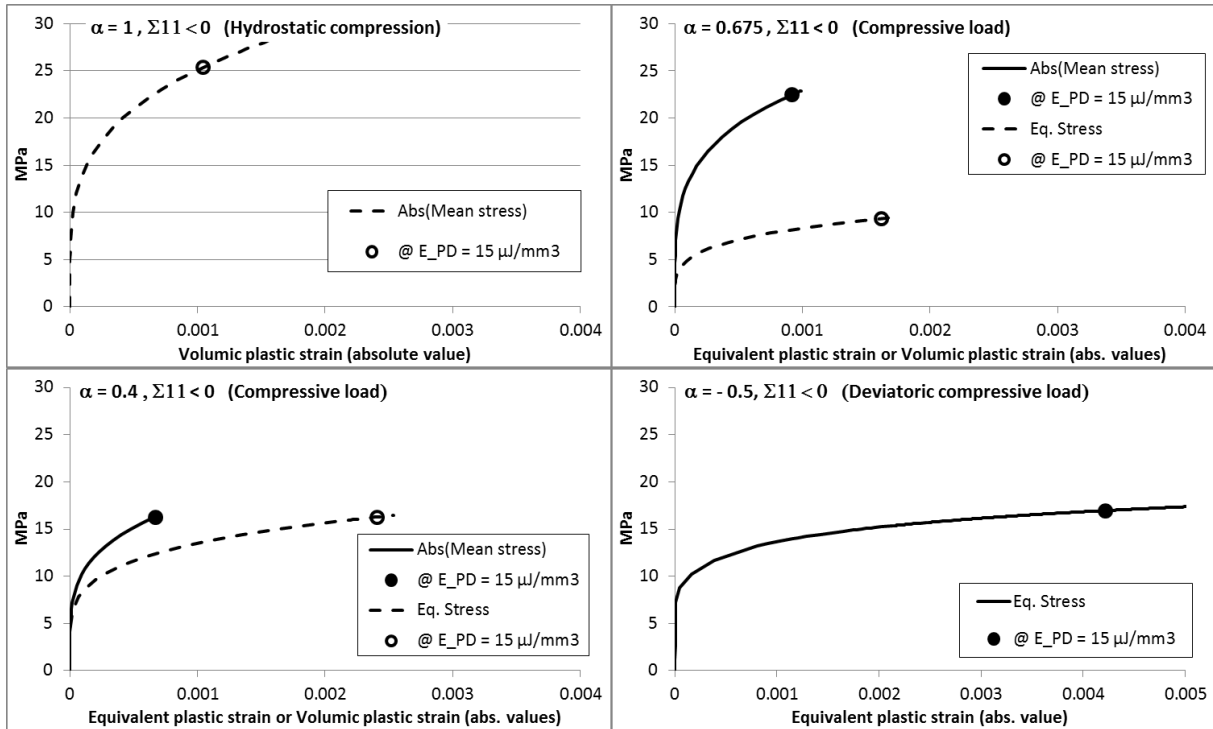 α = 1 , Σ11 < 0 (Hydrostatic compression)
MPa
30
25
20
15
10
5
0
Abs(Mean stress)
@ E_PD = 15 µJ/mm3
0 0.001 0.002 0.003 0.004
Volumic plastic strain (absolute value)
α = 0.675 , Σ11 < 0 (Compressive load)
MPa
30
25
20
15
10
5
0
Abs(Mean stress)
@ E_PD = 15 µJ/mm3
Eq. Stress
@ E_PD = 15 µJ/mm3
0 0.001 0.002 0.003 0.004
Equivalent plastic strain or Volumic plastic strain (abs. values)
α = 0.4 , Σ11 < 0 (Compressive load)
MPa
30
25
20
15
10
5
0
Abs(Mean stress)
@ E_PD = 15 µJ/mm3
Eq. Stress
@ E_PD = 15 µJ/mm3
0 0.001 0.002 0.003 0.004
Equivalent plastic strain or Volumic plastic strain (abs. values)
α = - 0.5, Σ11 < 0 (Deviatoric compressive load)
MPa
30
25
20
15
10
5
0
Eq. Stress
@ E_PD = 15 µJ/mm3
0 0.001 0.002 0.003 0.004 0.005
Equivalent plastic strain (abs. value)